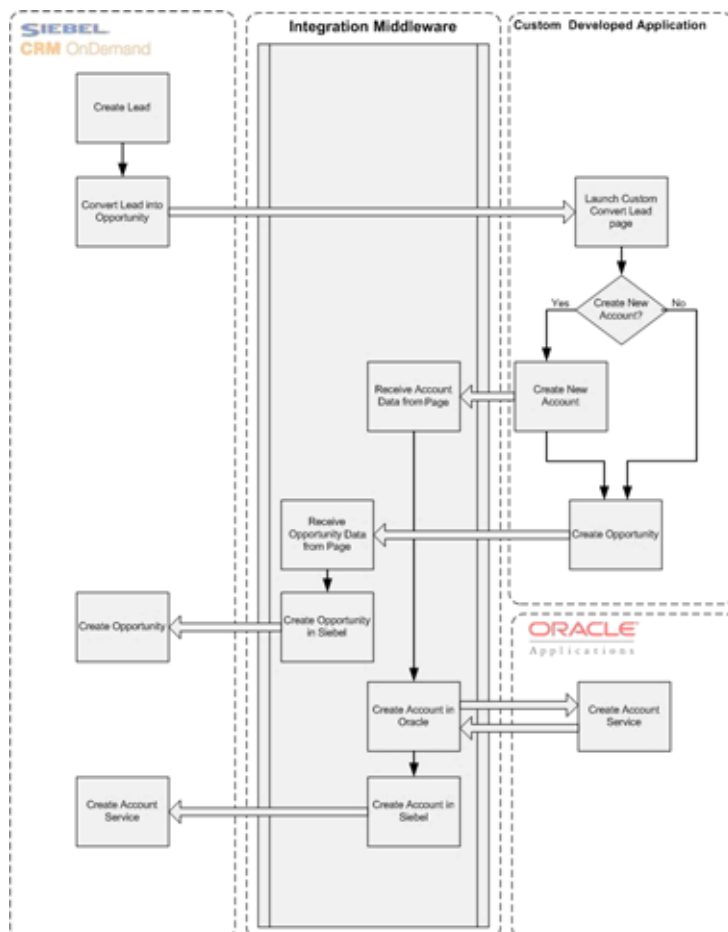 SIEBEL
CRM OnDemand
Integration Middleware
Custom Developed Application
Create Lead
Convert Lead into
Opportunity
Launch Custom
Convert Lead
page
Yes
Create New
Account?
No
Receive Account
Data from Page
Create New
Account
Receive
Opportunity Data
from Page
Create Opportunity
Create Opportunity
Create Opportunity
in Siebel
ORACLE
Applications
Create Account in
Oracle
Create Account
Service
Create Account
Service
Create Account in
Siebel